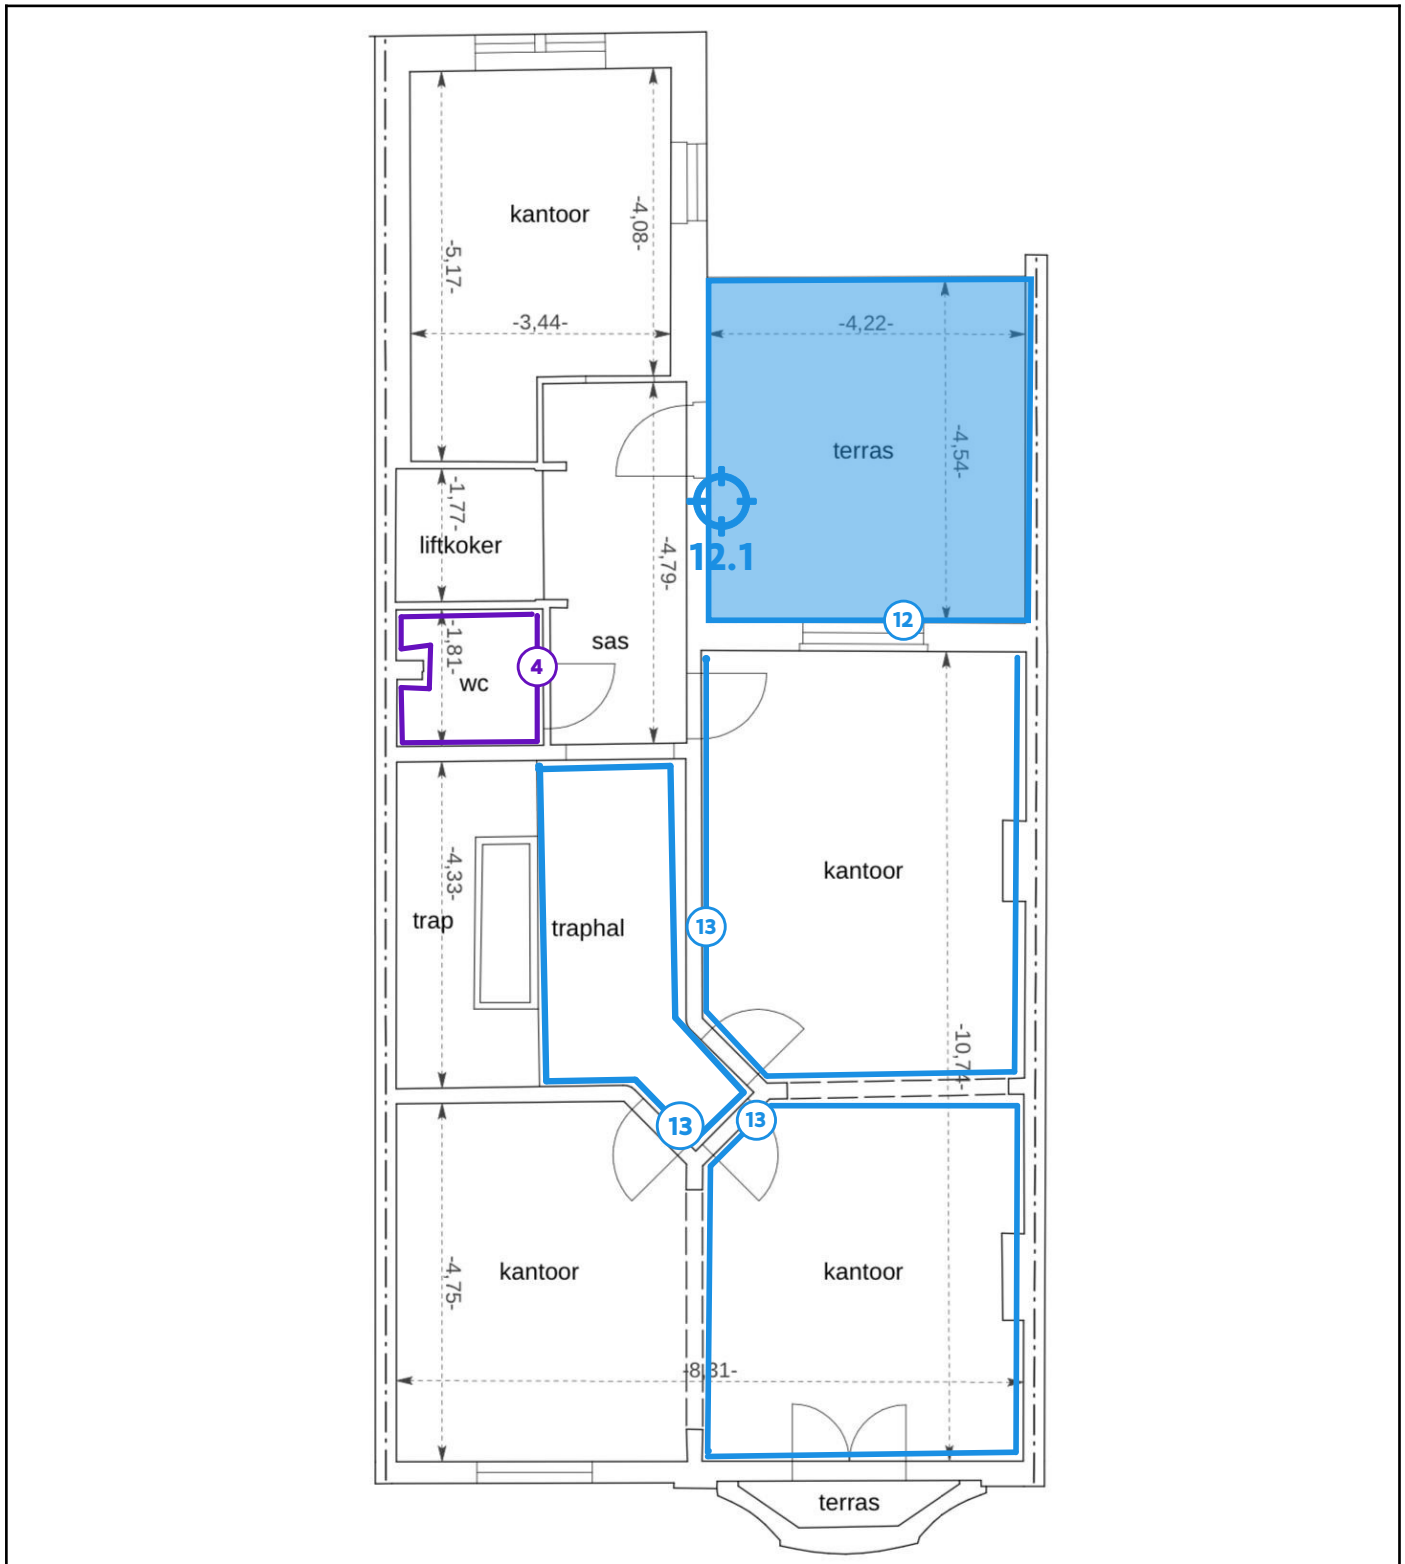 kantoor
-4,08-
-5,17-
-3,44-
-4,22-
terras
-4,54-
-1,77-
liftkoker
12.1
-4,79-
12
-1,81-
sas
4
wc
-4,33-
kantoor
trap
traphal
13
-10,74-
13
13
kantoor
kantoor
-4,75-
-8,31-
terras